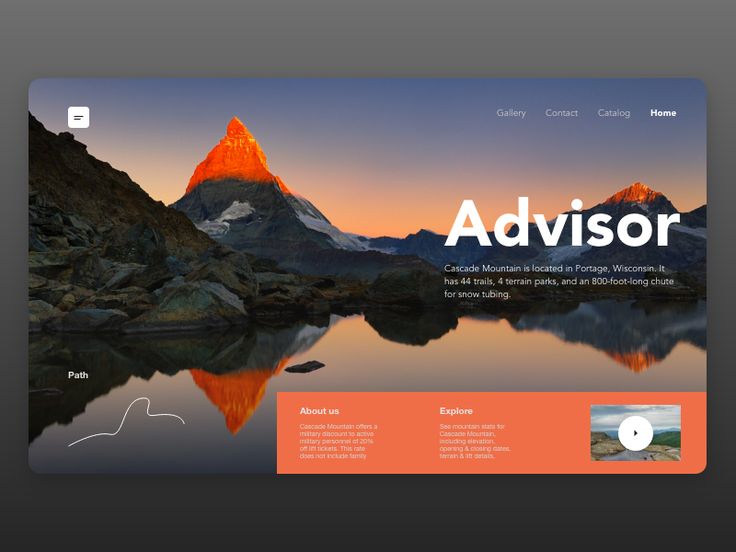 Gallery Contact Catalog Home
Advisor
Cascade Mountain is located in Portage, Wisconsin. It
has 44 trails, 4 terrain parks, and an 800-foot-long chute
for snow tubing.
Path
About us
Cascade Mountain offers a
military discount to active
military personnel of 20%
off lift tickets. This rate
does not include family
Explore
See mountain stats for
Cascade Mountain,
including elevation,
opening & closing dates,
terrain & lift details,